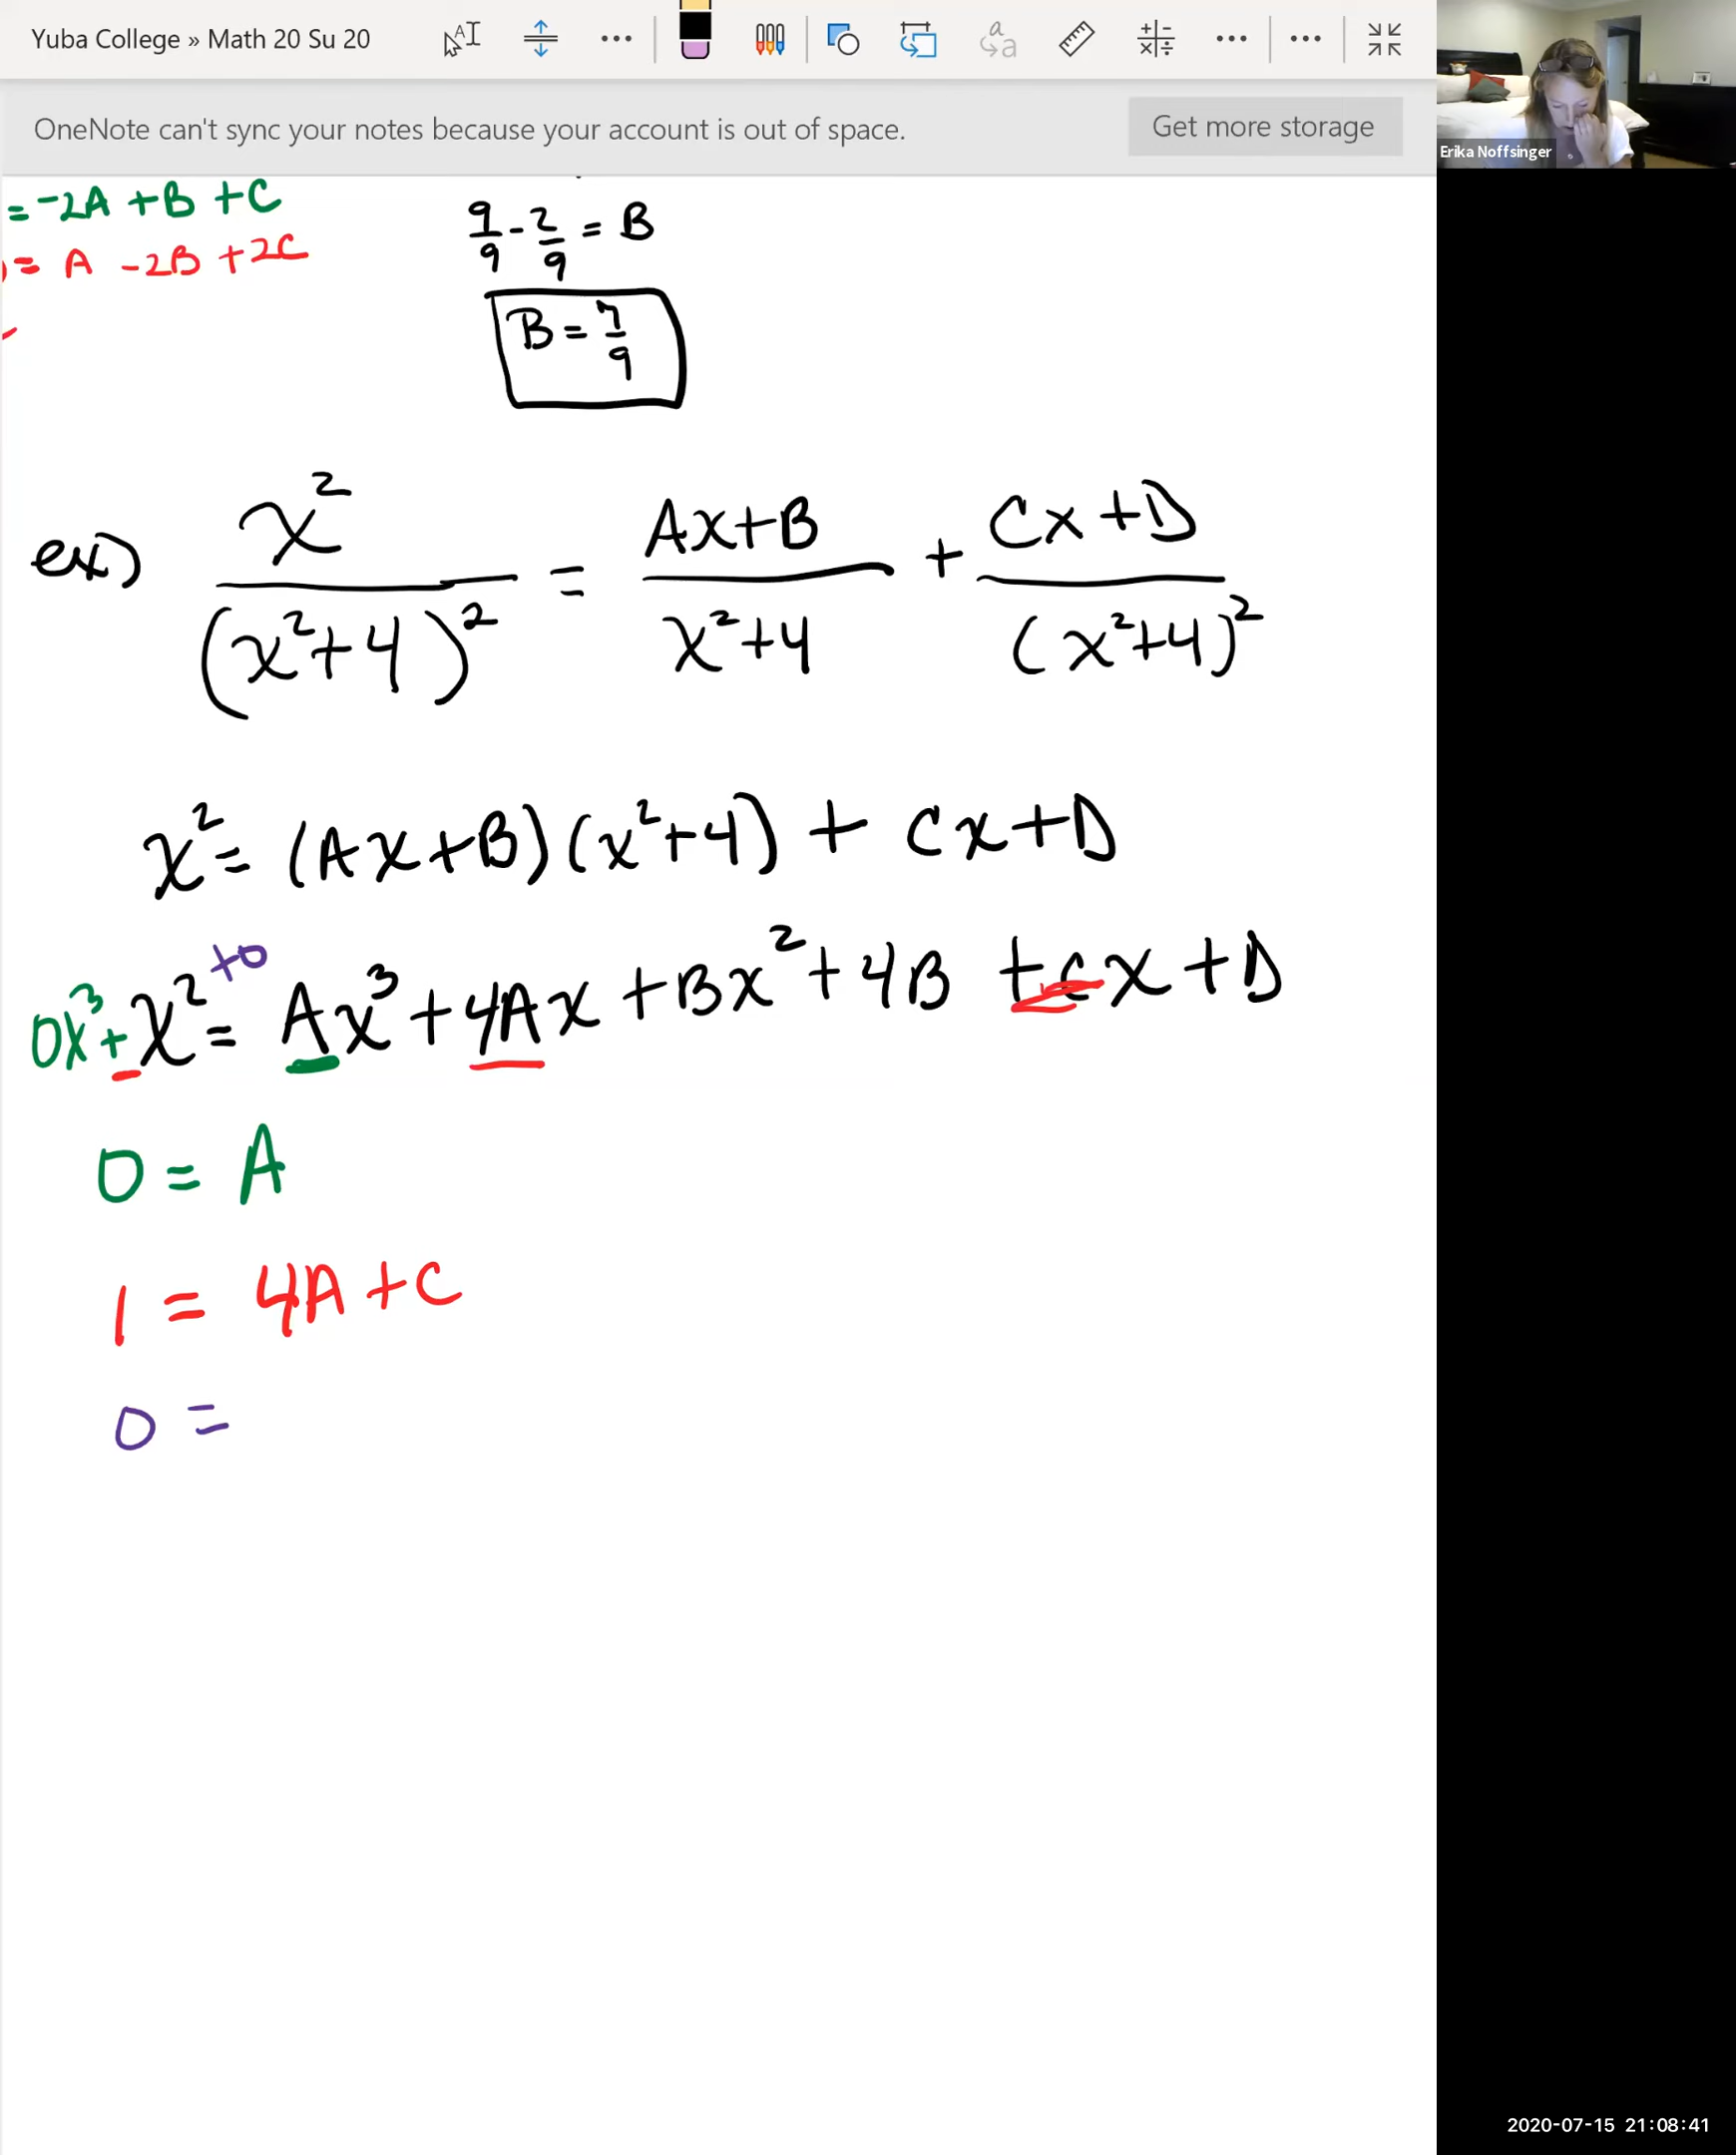 Yuba College » Math 20 Su 20
OneNote can't sync your notes because your account is out of space.
Get more storage
Erika Noffsinger
= -2A + B + C
= A - 2B + 2C
9/9 - 2/9 = B
B = 7/9
ex) x²/(x²+4)² = Ax+B/x²+4 + Cx+D/(x²+4)²
x² = (Ax+B)(x²+4) + Cx+D
0x³ + x² +0 = Ax³ + 4Ax + Bx² + 4B + Cx + D
0 = A
1 = 4A + C
0 =
2020-07-15 21:08:41